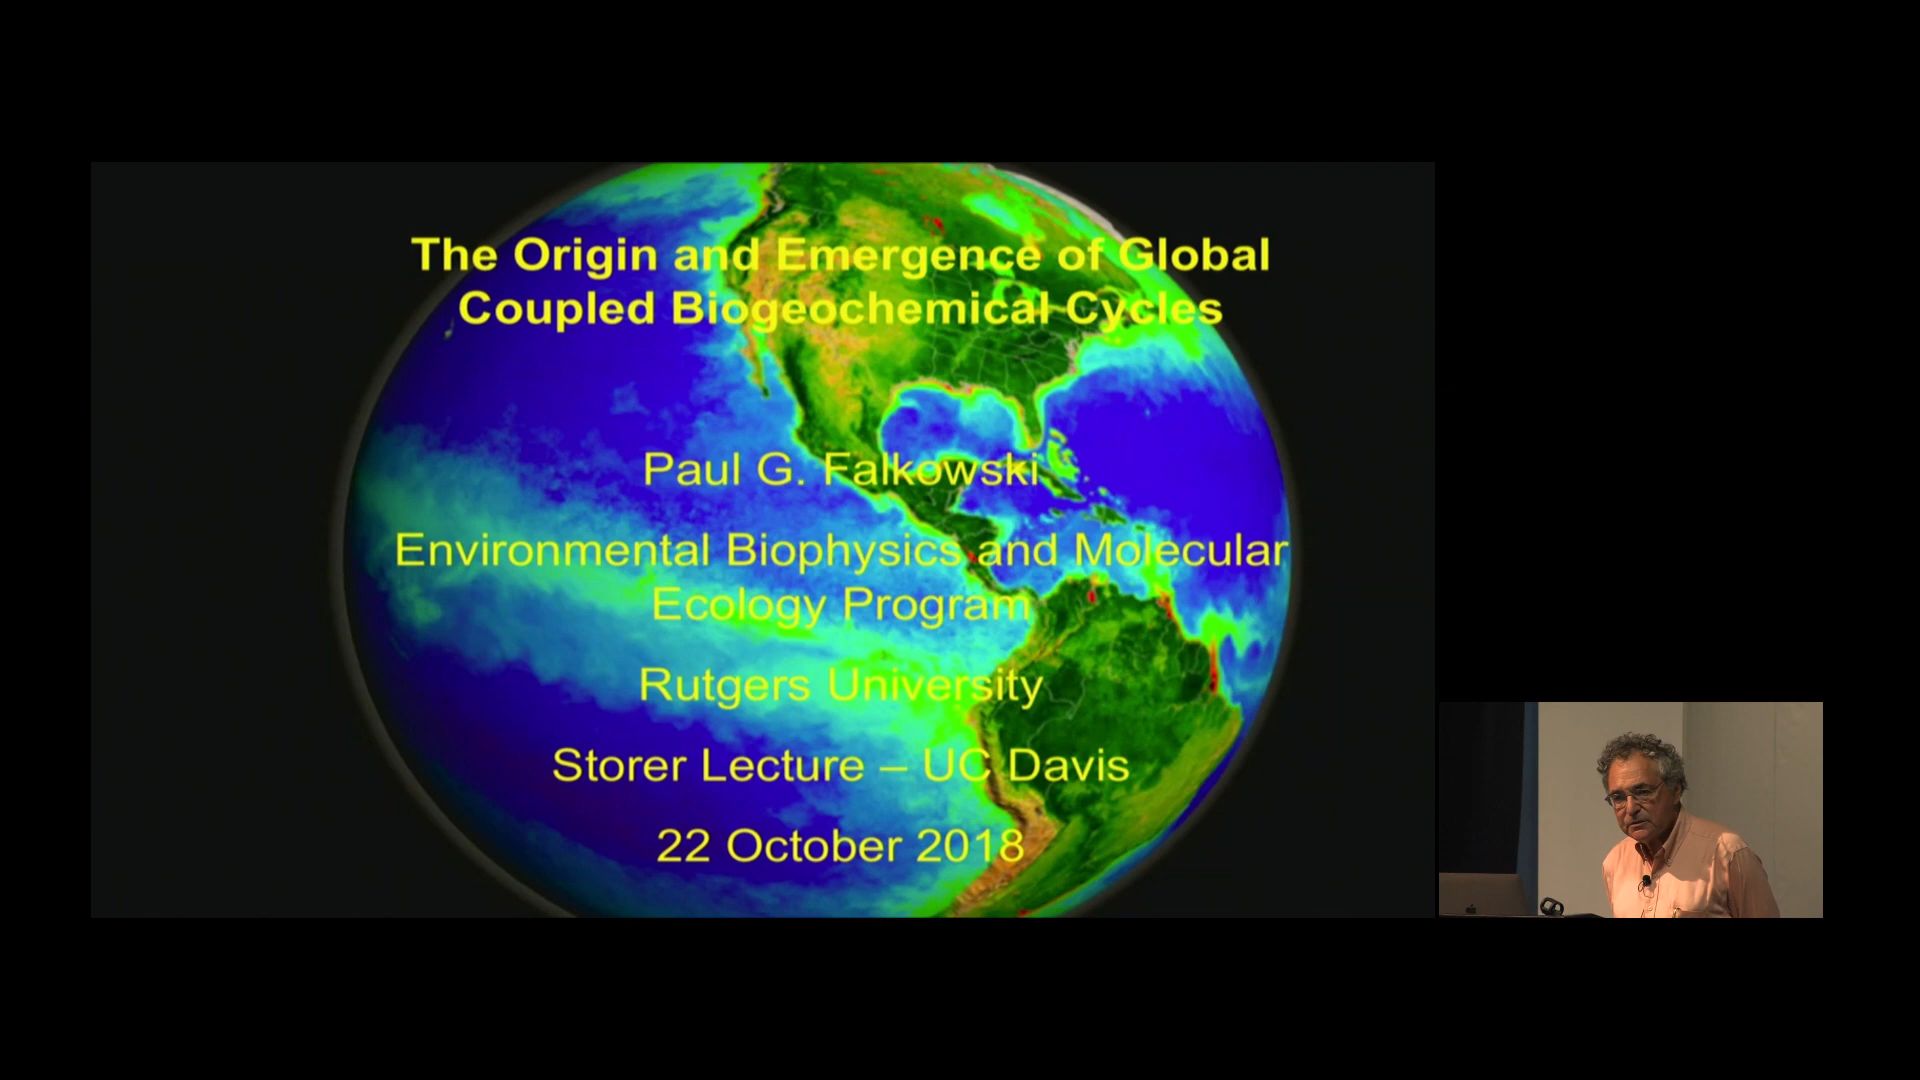 The Origin and Emergence of Global
Coupled Biogeochemical Cycles
Paul G. Falkowski
Environmental Biophysics and Molecular
Ecology Program
Rutgers University
Storer Lecture – UC Davis
22 October 2018